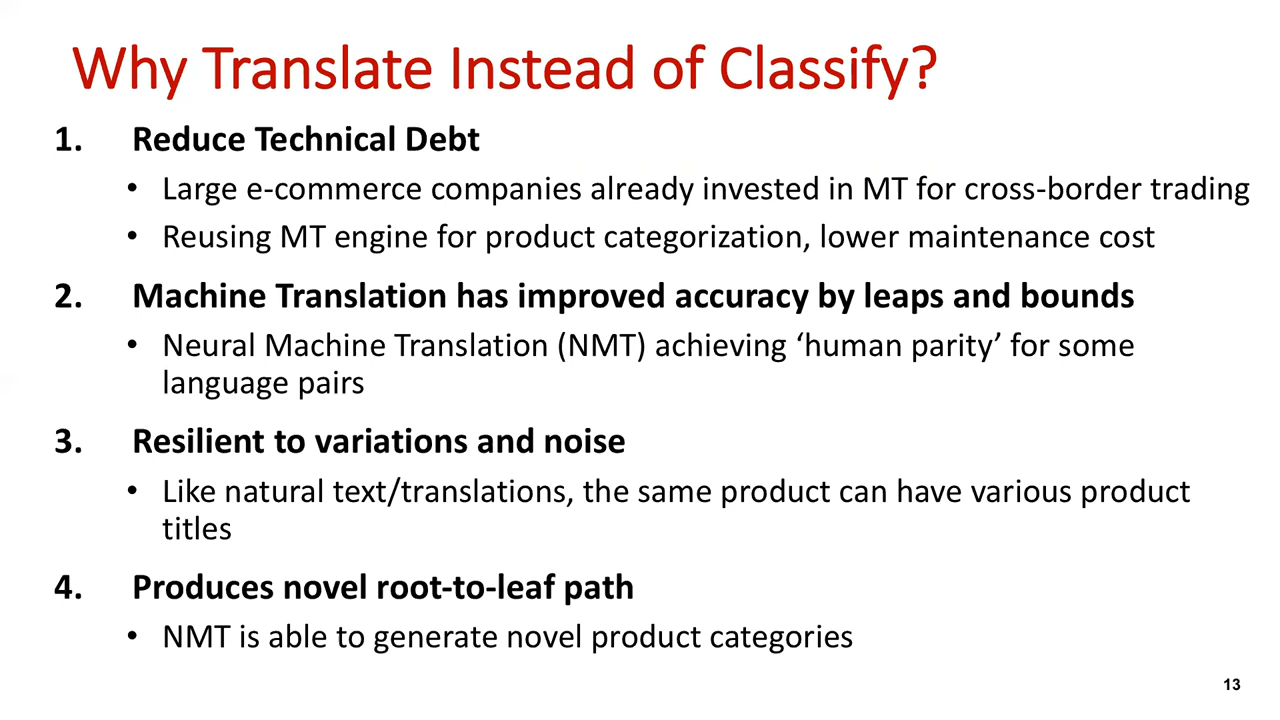 Why Translate Instead of Classify?
1. Reduce Technical Debt
• Large e-commerce companies already invested in MT for cross-border trading
• Reusing MT engine for product categorization, lower maintenance cost
2. Machine Translation has improved accuracy by leaps and bounds
• Neural Machine Translation (NMT) achieving ‘human parity’ for some
language pairs
3. Resilient to variations and noise
• Like natural text/translations, the same product can have various product
titles
4. Produces novel root-to-leaf path
• NMT is able to generate novel product categories
13